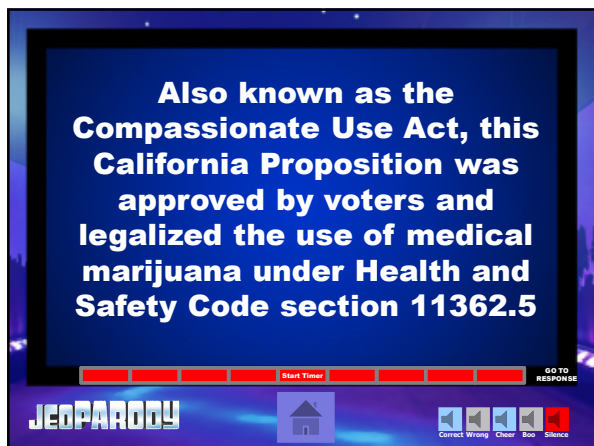 Also known as the
Compassionate Use Act, this
California Proposition was
approved by voters and
legalized the use of medical
marijuana under Health and
Safety Code section 11362.5
Start Timer
GO TO
RESPONSE
JEOPARODY
Correct Wrong Cheer Boo Silence